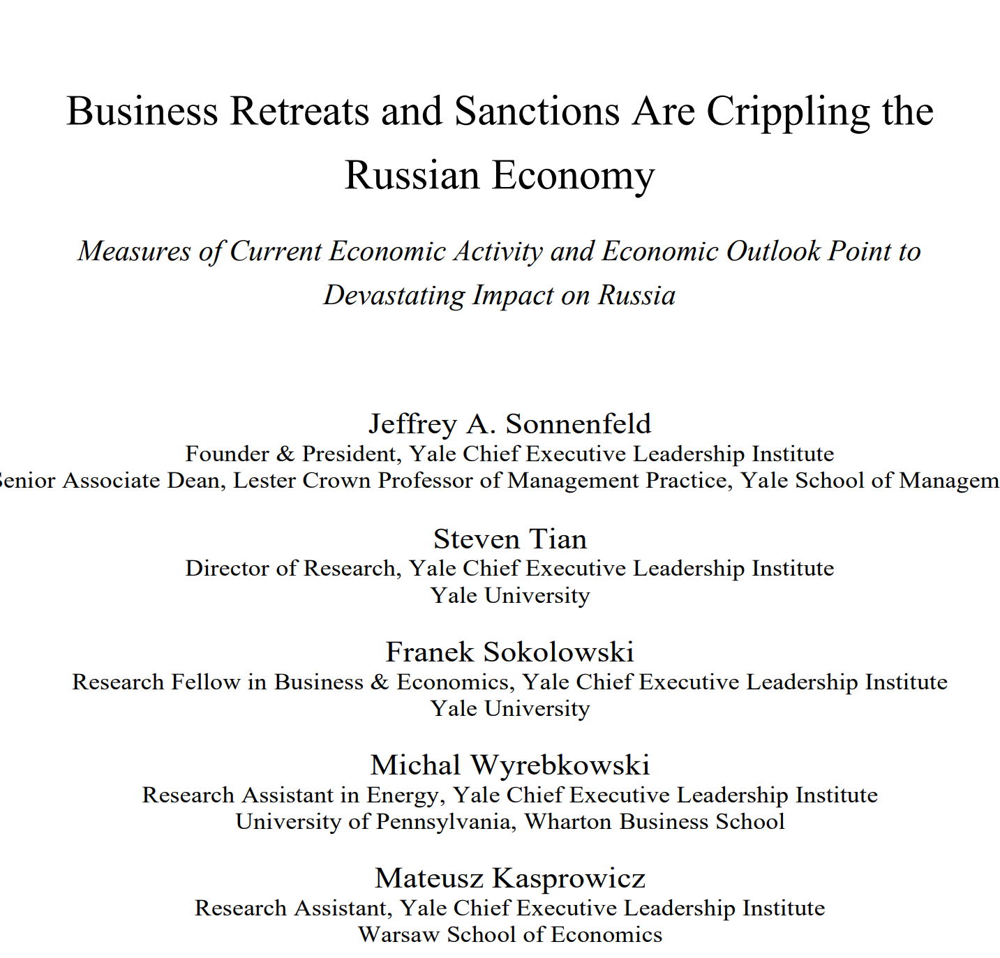 Business Retreats and Sanctions Are Crippling the
Russian Economy
Measures of Current Economic Activity and Economic Outlook Point to
Devastating Impact on Russia
Jeffrey A. Sonnenfeld
Founder & President, Yale Chief Executive Leadership Institute
Senior Associate Dean, Lester Crown Professor of Management Practice, Yale School of Managem
Steven Tian
Director of Research, Yale Chief Executive Leadership Institute
Yale University
Franek Sokolowski
Research Fellow in Business & Economics, Yale Chief Executive Leadership Institute
Yale University
Michal Wyrebkowski
Research Assistant in Energy, Yale Chief Executive Leadership Institute
University of Pennsylvania, Wharton Business School
Mateusz Kasprowicz
Research Assistant, Yale Chief Executive Leadership Institute
Warsaw School of Economics